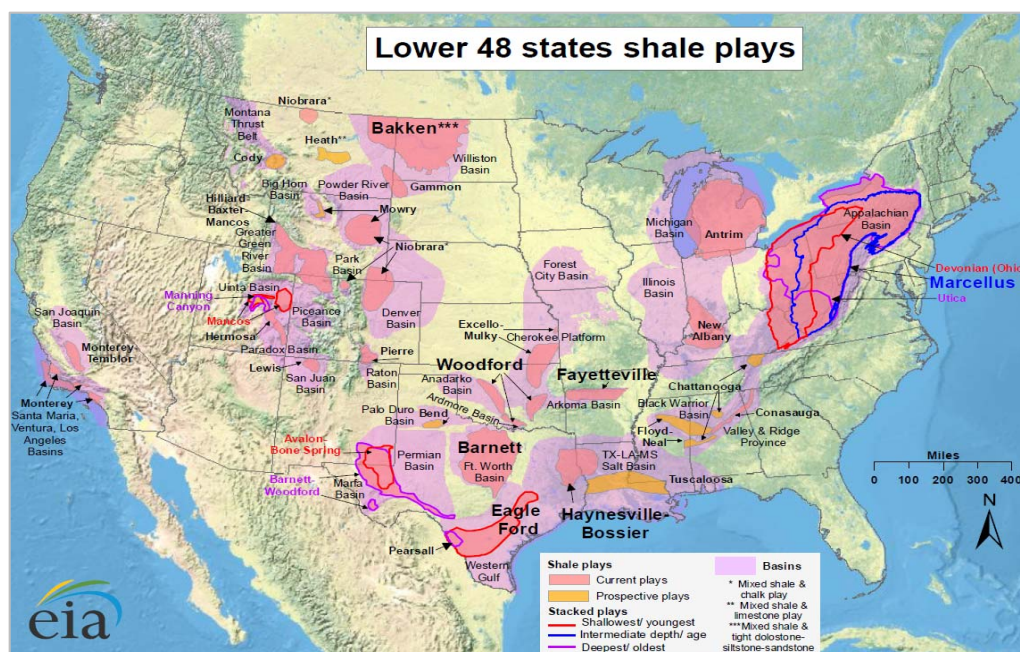 Lower 48 states shale plays
Niobrara*
Montana
Thrust
Belt
Heath**
Bakken***
Williston
Basin
Cody
Big Horn
Basin
Powder River
Basin
Gammon
Hilliard-
Baxter-
Mancos
Mowry
Greater
Green
River
Basin
Niobrara*
Park
Basin
Michigan
Basin
Antrim
Appalachian
Basin
Devonian (Ohio
Marcellus
Utica
Uinta Basin
Manning
Canyon
Mancos
Piceance
Basin
Denver
Basin
Forest
City Basin
Illinois
Basin
San Joaquin
Basin
Hermosa
Paradox Basin
Excello-
Mulky
Cherokee Platform
New
Albany
Monterey-
Temblor
Lewis
San Juan
Basin
Pierre
Raton
Basin
Woodford
Anadarko
Basin
Fayetteville
Arkoma Basin
Chattanooga
Black Warrior
Basin
Conasauga
Monterey
Santa Maria,
Ventura, Los
Angeles
Basins
Palo Duro
Basin
Bend
Ardmore Basin
Floyd-
Neal
Valley & Ridge
Province
Avalon-
Bone Spring
Permian
Basin
Barnett
Ft. Worth
Basin
TX-LA-MS
Salt Basin
Tuscaloosa
Barnett-
Woodford
Marfa
Basin
Eagle
Ford
Haynesville-
Bossier
Pearsall
Western
Gulf
Miles
0 100 200 300 400
N
Shale plays
Current plays
Prospective plays
Stacked plays
Shallowest/ youngest
Intermediate depth/ age
Deepest/ oldest
Basins
* Mixed shale &
chalk play
** Mixed shale &
limestone play
***Mixed shale &
tight dolostone-
siltstone-sandstone
eia